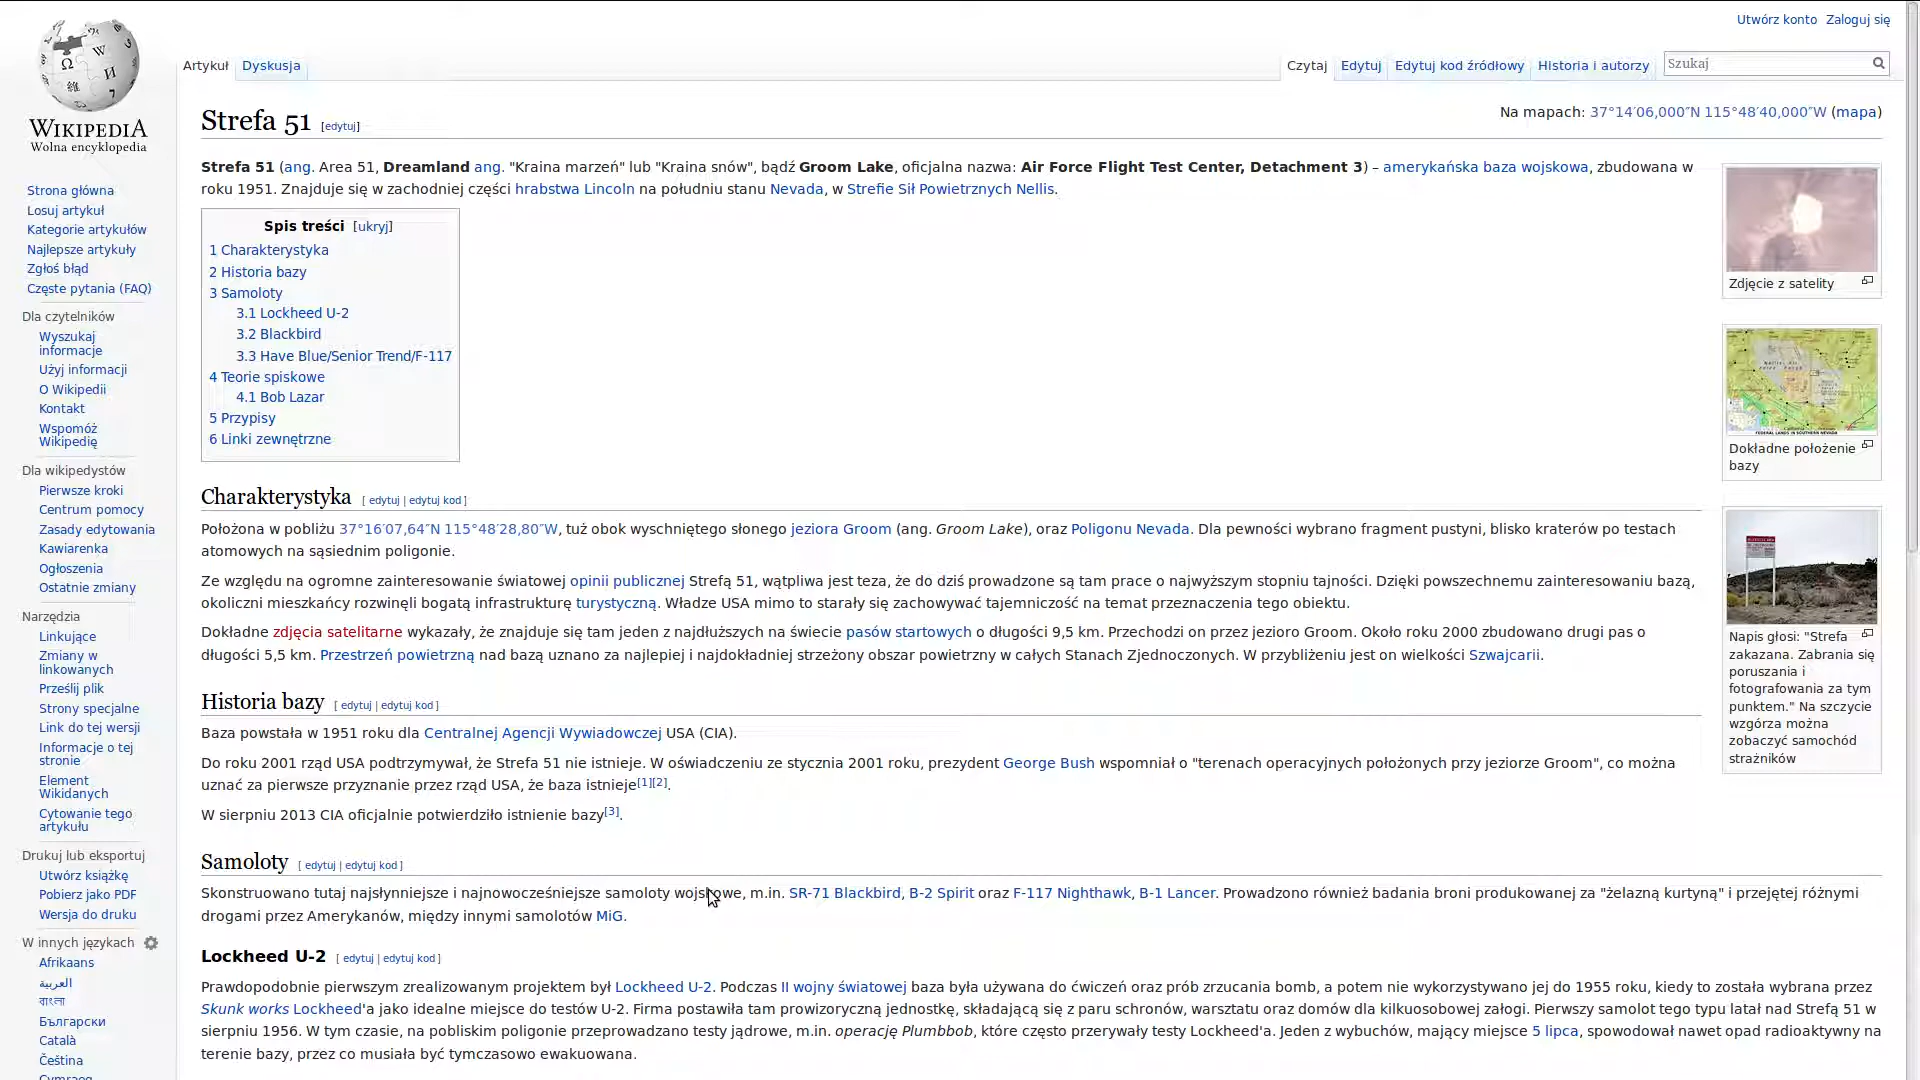 Utwórz konto Zaloguj się
WIKIPEDIA
Wolna encyklopedia
Artykuł Dyskusja
Czytaj Edytuj Edytuj kod źródłowy Historia i autorzy
Szukaj
Strona główna
Losuj artykuł
Kategorie artykułów
Najlepsze artykuły
Zgłoś błąd
Częste pytania (FAQ)
Dla czytelników
Wyszukaj
informacje
Użyj informacji
O Wikipedii
Kontakt
Wspomóż
Wikipedię
Dla wikipedystów
Pierwsze kroki
Centrum pomocy
Zasady edytowania
Kawiarenka
Ogłoszenia
Ostatnie zmiany
Narzędzia
Linkujące
Zmiany w
linkowanych
Prześlij plik
Strony specjalne
Link do tej wersji
Informacje o tej
stronie
Element
Wikidanych
Cytowanie tego
artykułu
Drukuj lub eksportuj
Utwórz książkę
Pobierz jako PDF
Wersja do druku
W innych językach
Afrikaans
العربية
বাংলা
Български
Català
Čeština
Cymraeg
Strefa 51 [edytuj]
Na mapach: 37°14′06,000″N 115°48′40,000″W (mapa)
Strefa 51 (ang. Area 51, Dreamland ang. "Kraina marzeń" lub "Kraina snów", bądź Groom Lake, oficjalna nazwa: Air Force Flight Test Center, Detachment 3) – amerykańska baza wojskowa, zbudowana w
roku 1951. Znajduje się w zachodniej części hrabstwa Lincoln na południu stanu Nevada, w Strefie Sił Powietrznych Nellis.
Spis treści [ukryj]
1 Charakterystyka
2 Historia bazy
3 Samoloty
3.1 Lockheed U-2
3.2 Blackbird
3.3 Have Blue/Senior Trend/F-117
4 Teorie spiskowe
4.1 Bob Lazar
5 Przypisy
6 Linki zewnętrzne
Charakterystyka [ edytuj | edytuj kod ]
Położona w pobliżu 37°16′07,64″N 115°48′28,80″W, tuż obok wyschniętego słonego jeziora Groom (ang. Groom Lake), oraz Poligonu Nevada. Dla pewności wybrano fragment pustyni, blisko kraterów po testach
atomowych na sąsiednim poligonie.
Ze względu na ogromne zainteresowanie światowej opinii publicznej Strefą 51, wątpliwa jest teza, że do dziś prowadzone są tam prace o najwyższym stopniu tajności. Dzięki powszechnemu zainteresowaniu bazą,
okoliczni mieszkańcy rozwinęli bogatą infrastrukturę turystyczną. Władze USA mimo to starały się zachowywać tajemniczość na temat przeznaczenia tego obiektu.
Dokładne zdjęcia satelitarne wykazały, że znajduje się tam jeden z najdłuższych na świecie pasów startowych o długości 9,5 km. Przechodzi on przez jezioro Groom. Około roku 2000 zbudowano drugi pas o
długości 5,5 km. Przestrzeń powietrzną nad bazą uznano za najlepiej i najdokładniej strzeżony obszar powietrzny w całych Stanach Zjednoczonych. W przybliżeniu jest on wielkości Szwajcarii.
Historia bazy [ edytuj | edytuj kod ]
Baza powstała w 1951 roku dla Centralnej Agencji Wywiadowczej USA (CIA).
Do roku 2001 rząd USA podtrzymywał, że Strefa 51 nie istnieje. W oświadczeniu ze stycznia 2001 roku, prezydent George Bush wspomniał o "terenach operacyjnych położonych przy jeziorze Groom", co można
uznać za pierwsze przyznanie przez rząd USA, że baza istnieje[1][2].
W sierpniu 2013 CIA oficjalnie potwierdziło istnienie bazy[3].
Samoloty [ edytuj | edytuj kod ]
Skonstruowano tutaj najsłynniejsze i najnowocześniejsze samoloty wojskowe, m.in. SR-71 Blackbird, B-2 Spirit oraz F-117 Nighthawk, B-1 Lancer. Prowadzono również badania broni produkowanej za "żelazną kurtyną" i przejętej różnymi
drogami przez Amerykanów, między innymi samolotów MiG.
Lockheed U-2 [ edytuj | edytuj kod ]
Prawdopodobnie pierwszym zrealizowanym projektem był Lockheed U-2. Podczas II wojny światowej baza była używana do ćwiczeń oraz prób zrzucania bomb, a potem nie wykorzystywano jej do 1955 roku, kiedy to została wybrana przez
Skunk works Lockheed'a jako idealne miejsce do testów U-2. Firma postawiła tam prowizoryczną jednostkę, składającą się z paru schronów, warsztatu oraz domów dla kilkuosobowej załogi. Pierwszy samolot tego typu latał nad Strefą 51 w
sierpniu 1956. W tym czasie, na pobliskim poligonie przeprowadzano testy jądrowe, m.in. operację Plumbbob, które często przerywały testy Lockheed'a. Jeden z wybuchów, mający miejsce 5 lipca, spowodował nawet opad radioaktywny na
terenie bazy, przez co musiała być tymczasowo ewakuowana.
Zdjęcie z satelity
FEDERAL LANDS IN SOUTHERN NEVADA
Dokładne położenie
bazy
Napis głosi: "Strefa
zakazana. Zabrania się
poruszania i
fotografowania za tym
punktem." Na szczycie
wzgórza można
zobaczyć samochód
strażników